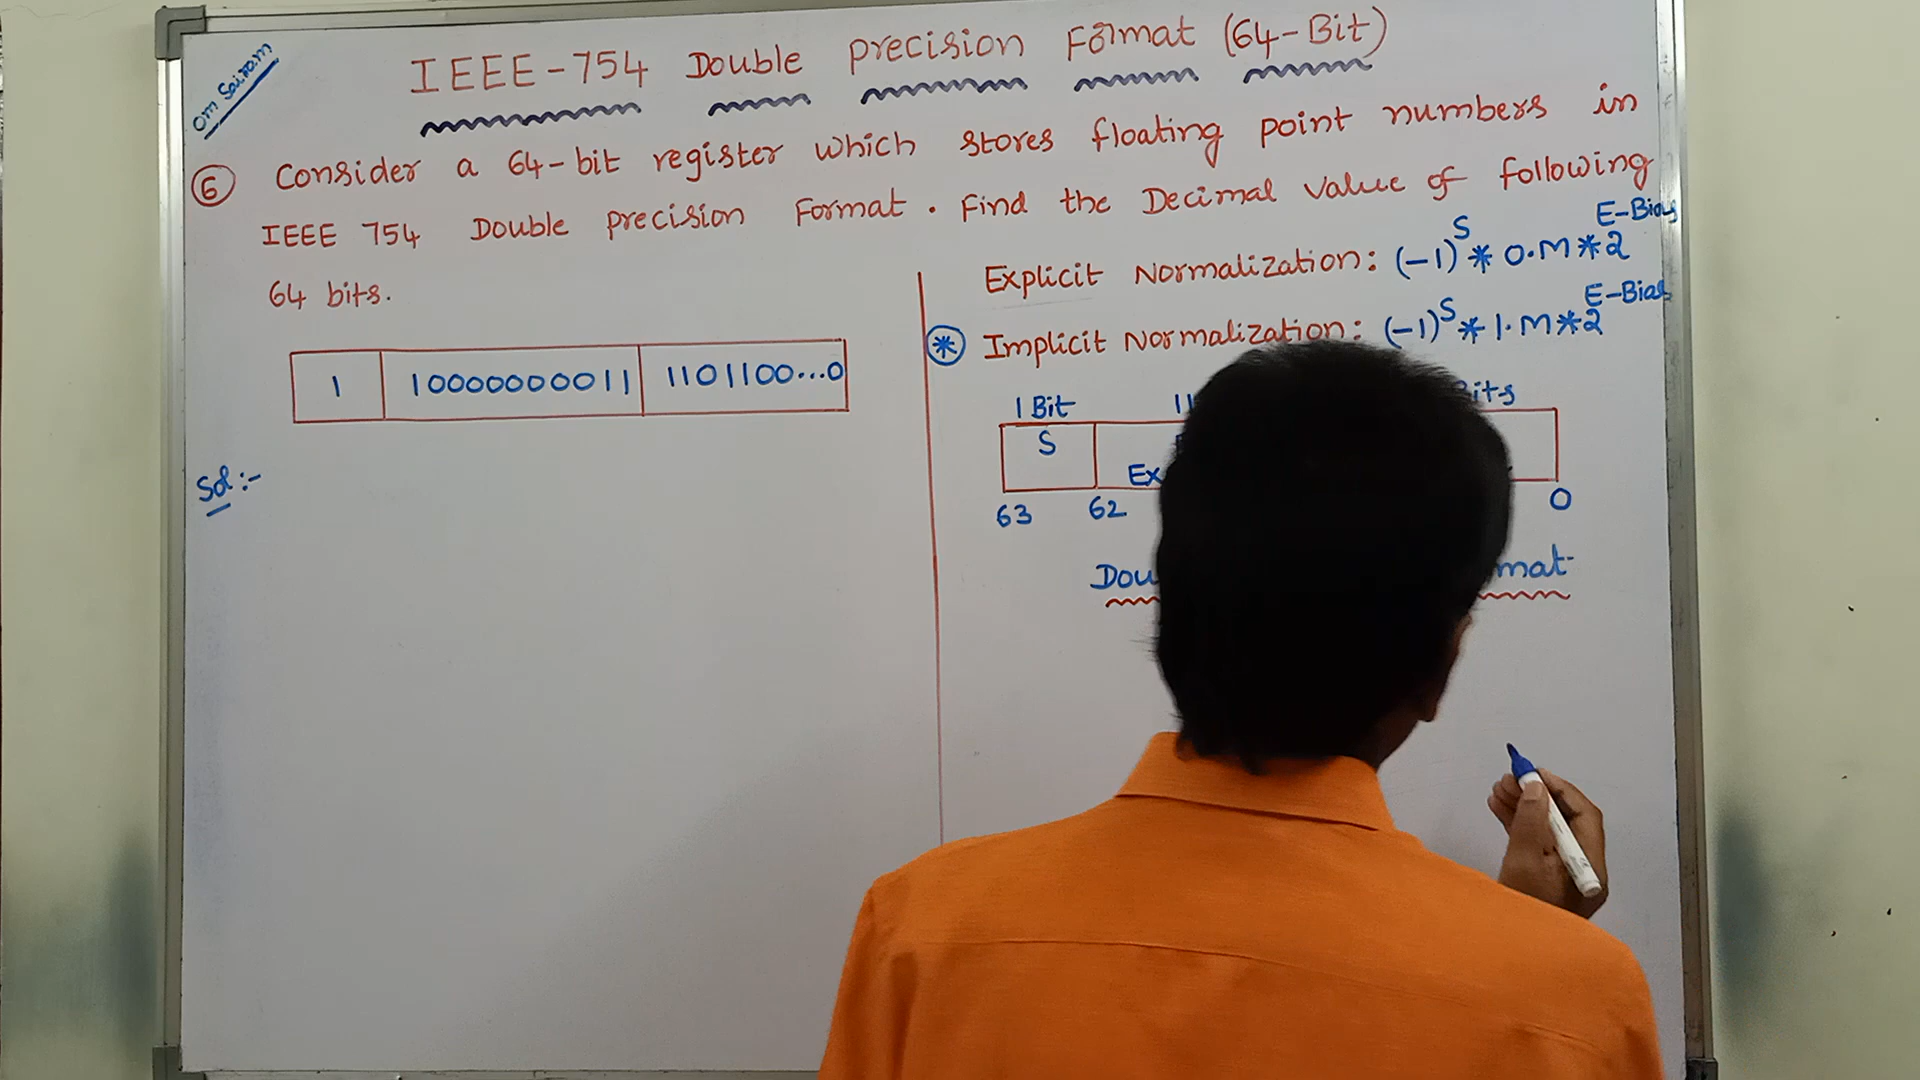 Om Sairam
IEEE-754 Double precision Format (64-Bit)
6 Consider a 64-bit register which stores floating point numbers in
IEEE 754 Double precision Format. Find the Decimal Value of following
64 bits.
1 10000000011 1101100...0
Sol:-
Explicit Normalization: (-1)^S * 0.M * 2^E-Bias
* Implicit Normalization: (-1)^S * 1.M * 2^E-Bias
1 Bit 11
S
63 62 0